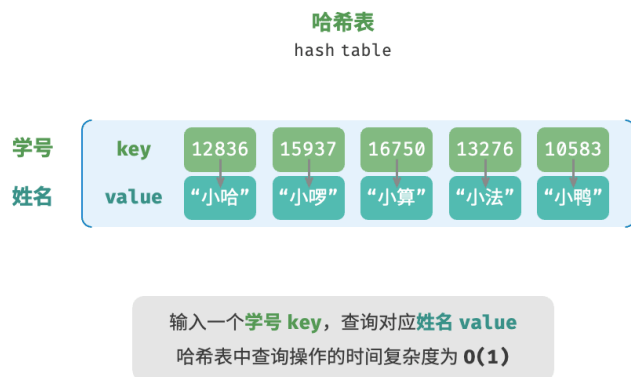 哈希表
hash table
学号 key 12836 15937 16750 13276 10583
姓名 value “小哈” “小啰” “小算” “小法” “小鸭”
输入一个学号 key，查询对应姓名 value
哈希表中查询操作的时间复杂度为 O(1)